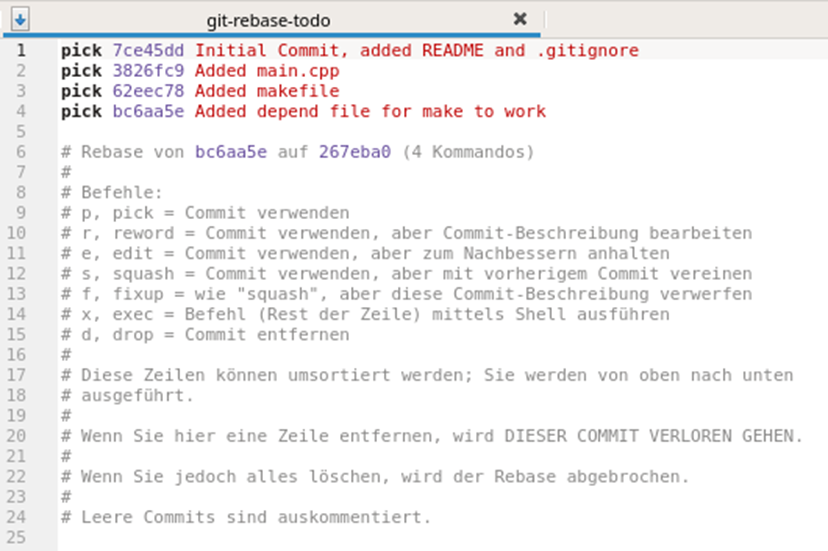 git-rebase-todo
1 pick 7ce45dd Initial Commit, added README and .gitignore
2 pick 3826fc9 Added main.cpp
3 pick 62eec78 Added makefile
4 pick bc6aa5e Added depend file for make to work
5
6 # Rebase von bc6aa5e auf 267eba0 (4 Kommandos)
7 #
8 # Befehle:
9 # p, pick = Commit verwenden
10 # r, reword = Commit verwenden, aber Commit-Beschreibung bearbeiten
11 # e, edit = Commit verwenden, aber zum Nachbessern anhalten
12 # s, squash = Commit verwenden, aber mit vorherigem Commit vereinen
13 # f, fixup = wie "squash", aber diese Commit-Beschreibung verwerfen
14 # x, exec = Befehl (Rest der Zeile) mittels Shell ausführen
15 # d, drop = Commit entfernen
16 #
17 # Diese Zeilen können umsortiert werden; Sie werden von oben nach unten
18 # ausgeführt.
19 #
20 # Wenn Sie hier eine Zeile entfernen, wird DIESER COMMIT VERLOREN GEHEN.
21 #
22 # Wenn Sie jedoch alles löschen, wird der Rebase abgebrochen.
23 #
24 # Leere Commits sind auskommentiert.
25